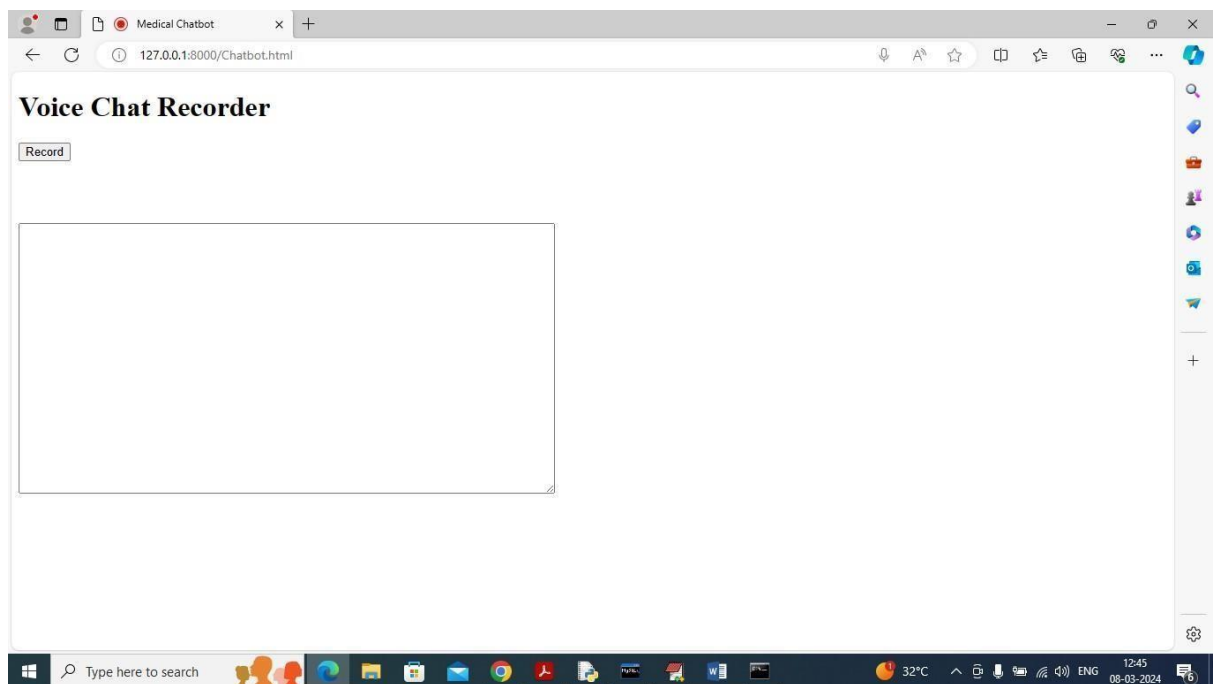 Medical Chatbot
127.0.0.1:8000/Chatbot.html
Voice Chat Recorder
Record
Type here to search
32°C
ENG
12:45
08-03-2024
6